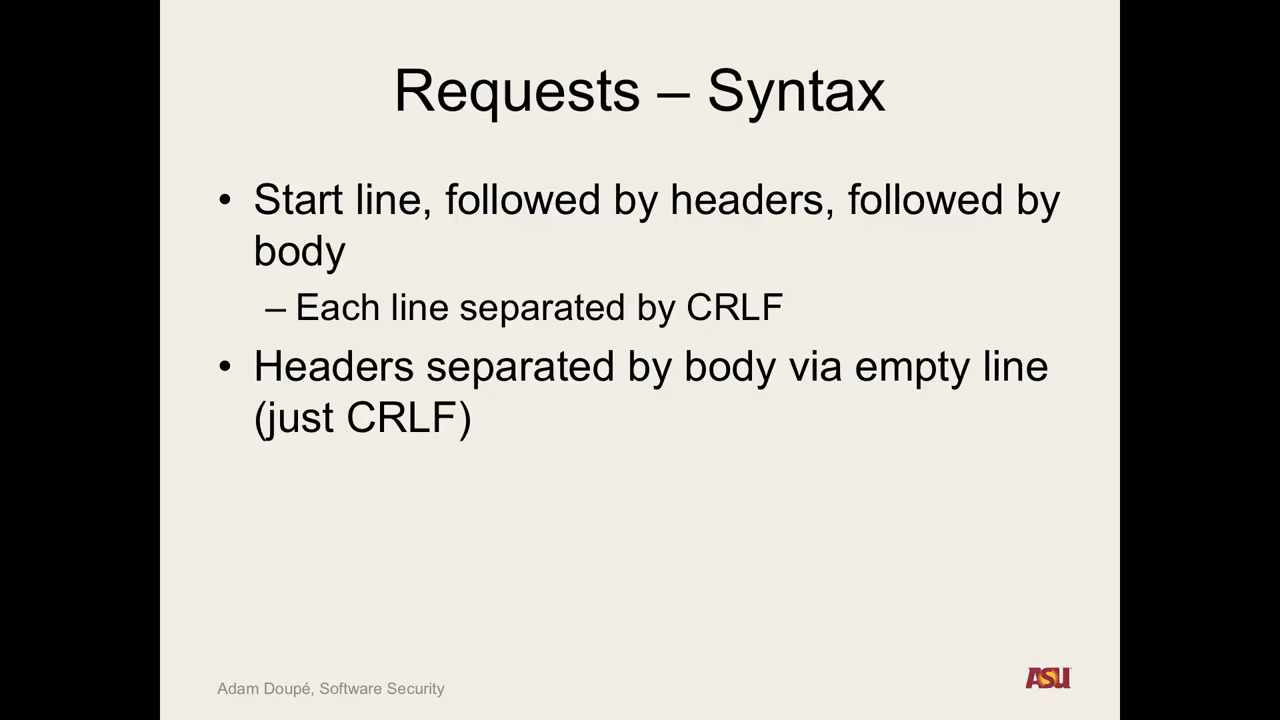 Requests – Syntax
• Start line, followed by headers, followed by
body
– Each line separated by CRLF
• Headers separated by body via empty line
(just CRLF)
Adam Doupé, Software Security
ASU